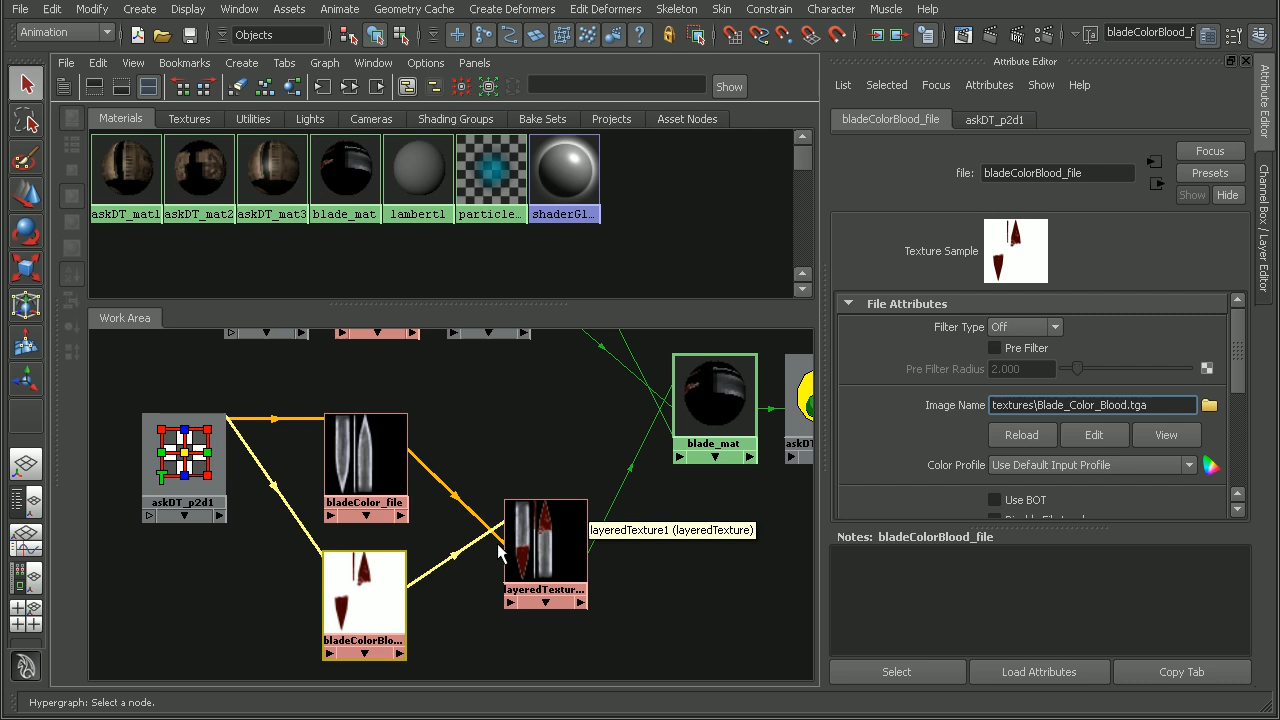 File Edit Modify Create Display Window Assets Animate Geometry Cache Create Deformers Edit Deformers Skeleton Skin Constrain Character Muscle Help
Animation Objects bladeColorBlood_f
File Edit View Bookmarks Create Tabs Graph Window Options Panels
Show
Materials Textures Utilities Lights Cameras Shading Groups Bake Sets Projects Asset Nodes
askDT_mat1 askDT_mat2 askDT_mat3 blade_mat lambert1 particle… shaderGl…
Work Area
askDT_p2d1
bladeColor_file
bladeColorBlo…
layeredTextur…
layeredTexture1 (layeredTexture)
blade_mat
askDT
Hypergraph: Select a node.
Attribute Editor
List Selected Focus Attributes Show Help
bladeColorBlood_file askDT_p2d1
file: bladeColorBlood_file
Focus
Presets
Show Hide
Texture Sample
File Attributes
Filter Type Off
Pre Filter
Pre Filter Radius 2.000
Image Name textures\Blade_Color_Blood.tga
Reload Edit View
Color Profile Use Default Input Profile
Use BOT
Notes: bladeColorBlood_file
Select Load Attributes Copy Tab
Attribute Editor
Channel Box / Layer Editor